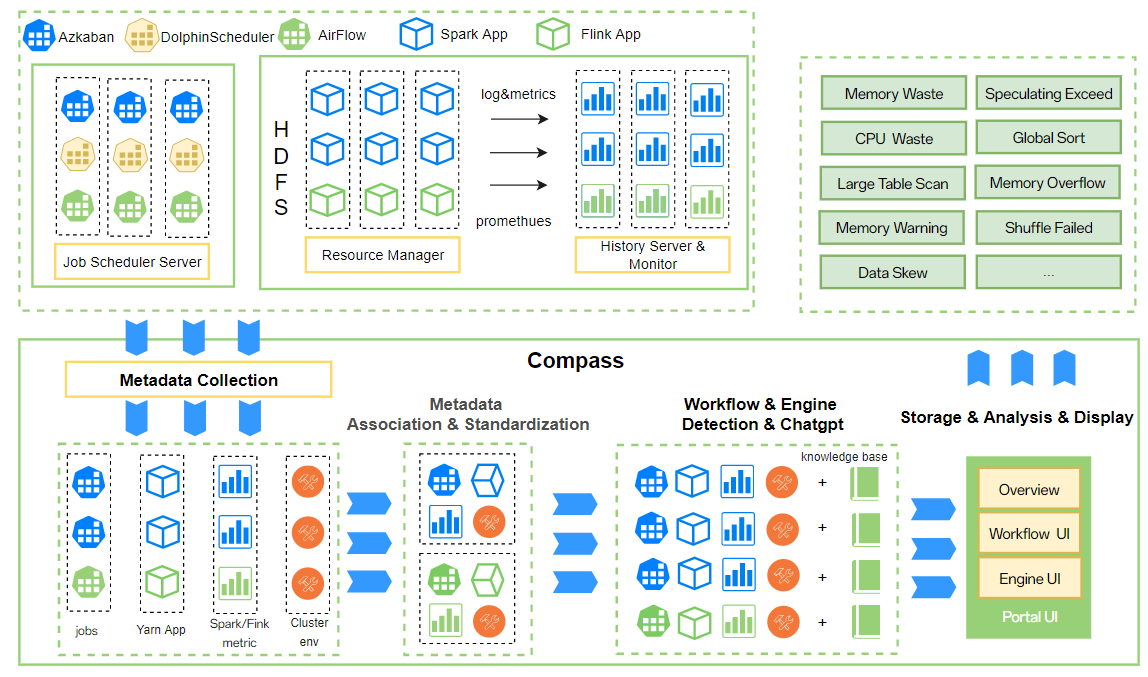 Azkaban
DolphinScheduler
AirFlow
Spark App
Flink App
H
D
F
S
log&metrics
promethues
Job Scheduler Server
Resource Manager
History Server &
Monitor
Memory Waste
Speculating Exceed
CPU Waste
Global Sort
Large Table Scan
Memory Overflow
Memory Warning
Shuffle Failed
Data Skew
...
Compass
Metadata Collection
Metadata
Association & Standardization
Workflow & Engine
Detection & Chatgpt
Storage & Analysis & Display
knowledge base
+
+
+
+
jobs
Yarn App
Spark/Fink
metric
Cluster
env
Overview
Workflow UI
Engine UI
Portal UI